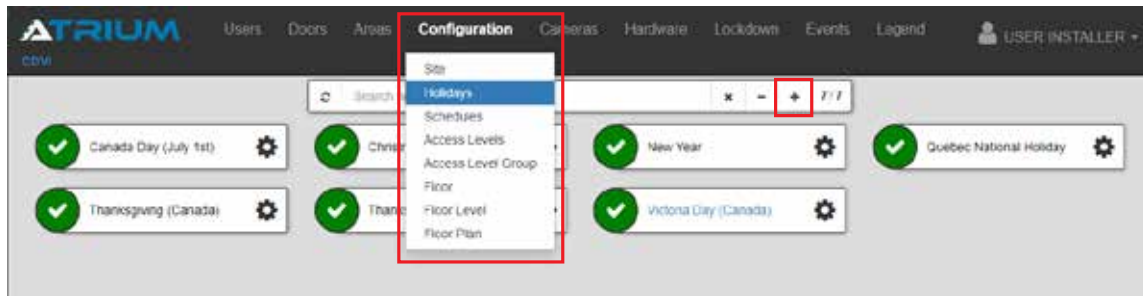 ATRIUM
CDVI
Users Doors Areas Configuration Cameras Hardware Lockdown Events Legend USER INSTALLER
Site
Holidays
Schedules
Access Levels
Access Level Group
Floor
Floor Level
Floor Plan
Search
7 / 7
Canada Day (July 1st)
New Year
Quebec National Holiday
Thanksgiving (Canada)
Victoria Day (Canada)